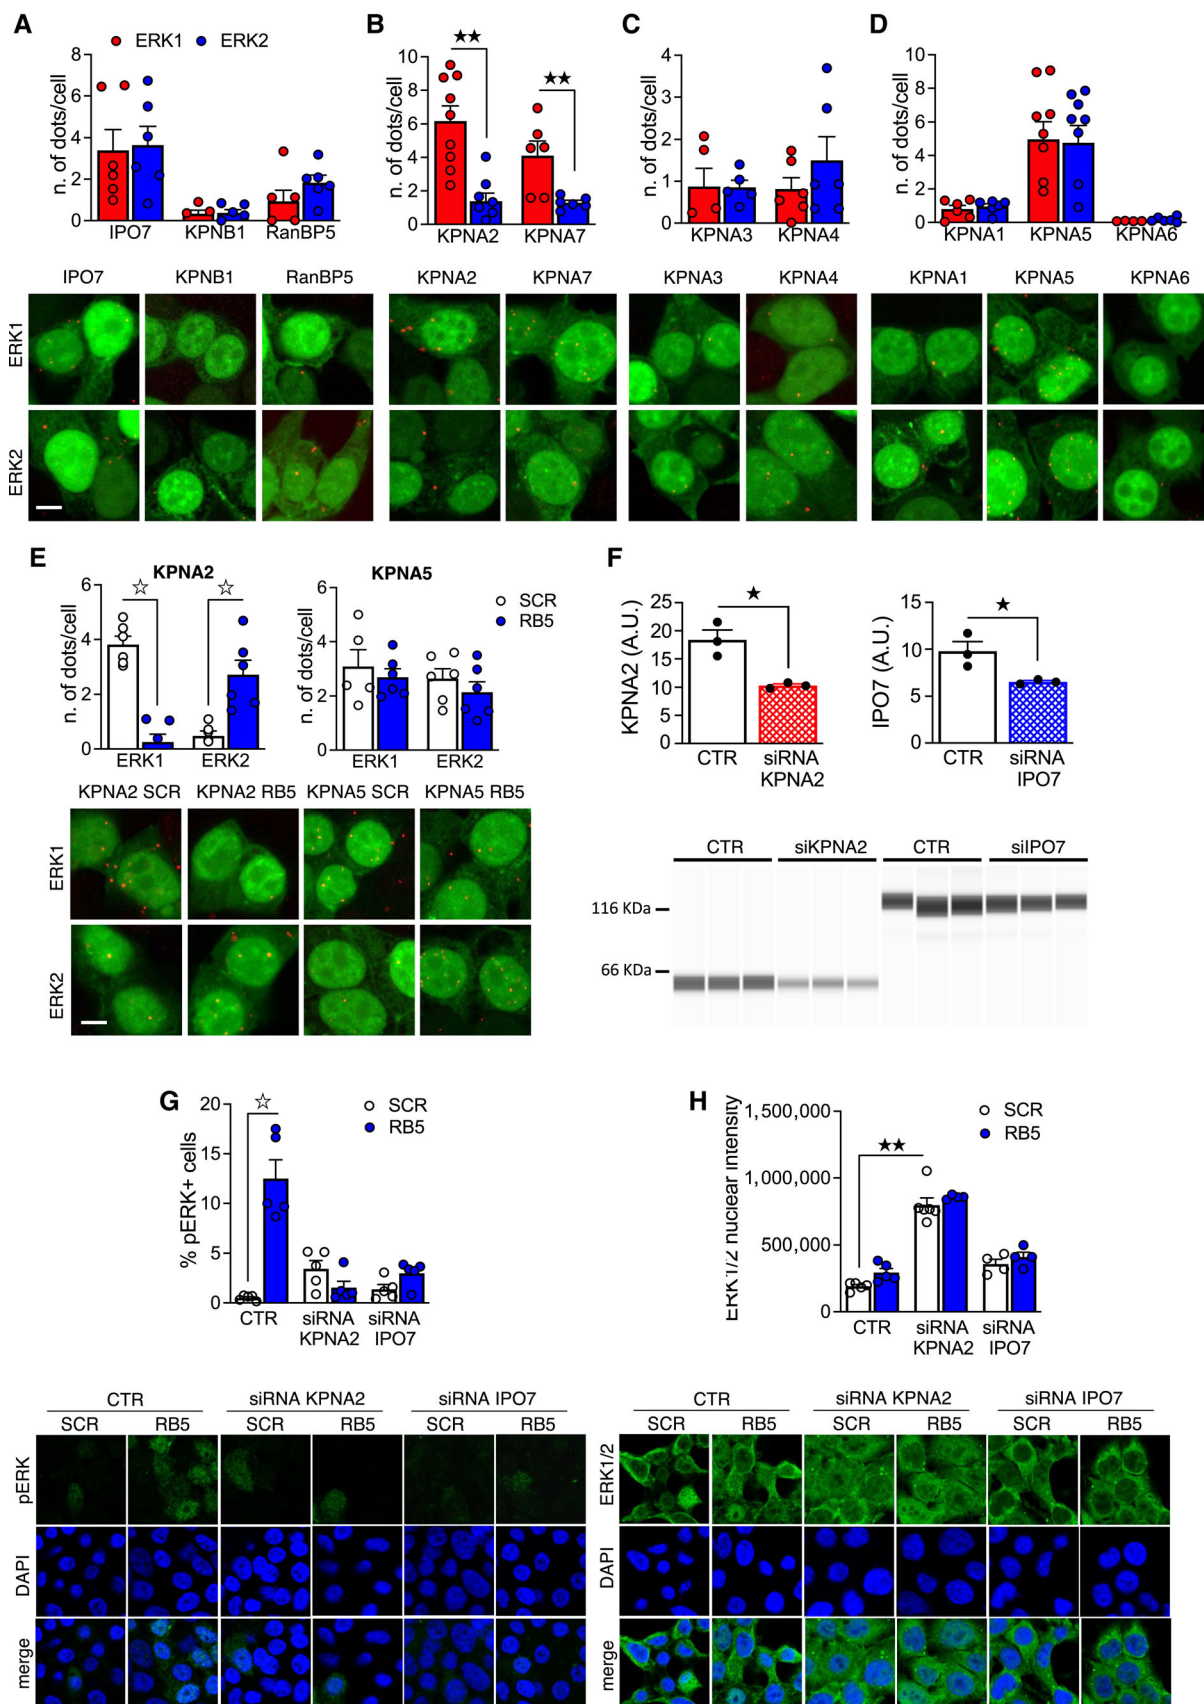 A
ERK1
ERK2
n. of dots/cell
8
6
4
2
0
IPO7
KPNB1
RanBP5
B
★★
★★
n. of dots/cell
10
8
6
4
2
0
KPNA2
KPNA7
C
n. of dots/cell
4
3
2
1
0
KPNA3
KPNA4
D
n. of dots/cell
10
8
6
4
2
0
KPNA1
KPNA5
KPNA6
IPO7 KPNB1 RanBP5 KPNA2 KPNA7 KPNA3 KPNA4 KPNA1 KPNA5 KPNA6
ERK1
ERK2
E
KPNA2
n. of dots/cell
6
4
2
0
☆ ☆
ERK1 ERK2
KPNA5
n. of dots/cell
6
4
2
0
ERK1 ERK2
SCR
RB5
KPNA2 SCR KPNA2 RB5 KPNA5 SCR KPNA5 RB5
ERK1
ERK2
F
KPNA2 (A.U.)
25
20
15
10
5
0
★
CTR siRNA
KPNA2
IPO7 (A.U.)
15
10
5
0
★
CTR siRNA
IPO7
CTR siKPNA2 CTR siIPO7
116 KDa
66 KDa
G
% pERK+ cells
20
15
10
5
0
☆
SCR
RB5
CTR siRNA siRNA
KPNA2 IPO7
H
ERK1/2 nuclear intensity
1,500,000
1,000,000
500,000
0
★★
SCR
RB5
CTR siRNA siRNA
KPNA2 IPO7
CTR siRNA KPNA2 siRNA IPO7
SCR RB5 SCR RB5 SCR RB5
pERK
DAPI
merge
CTR siRNA KPNA2 siRNA IPO7
SCR RB5 SCR RB5 SCR RB5
ERK1/2
DAPI
merge